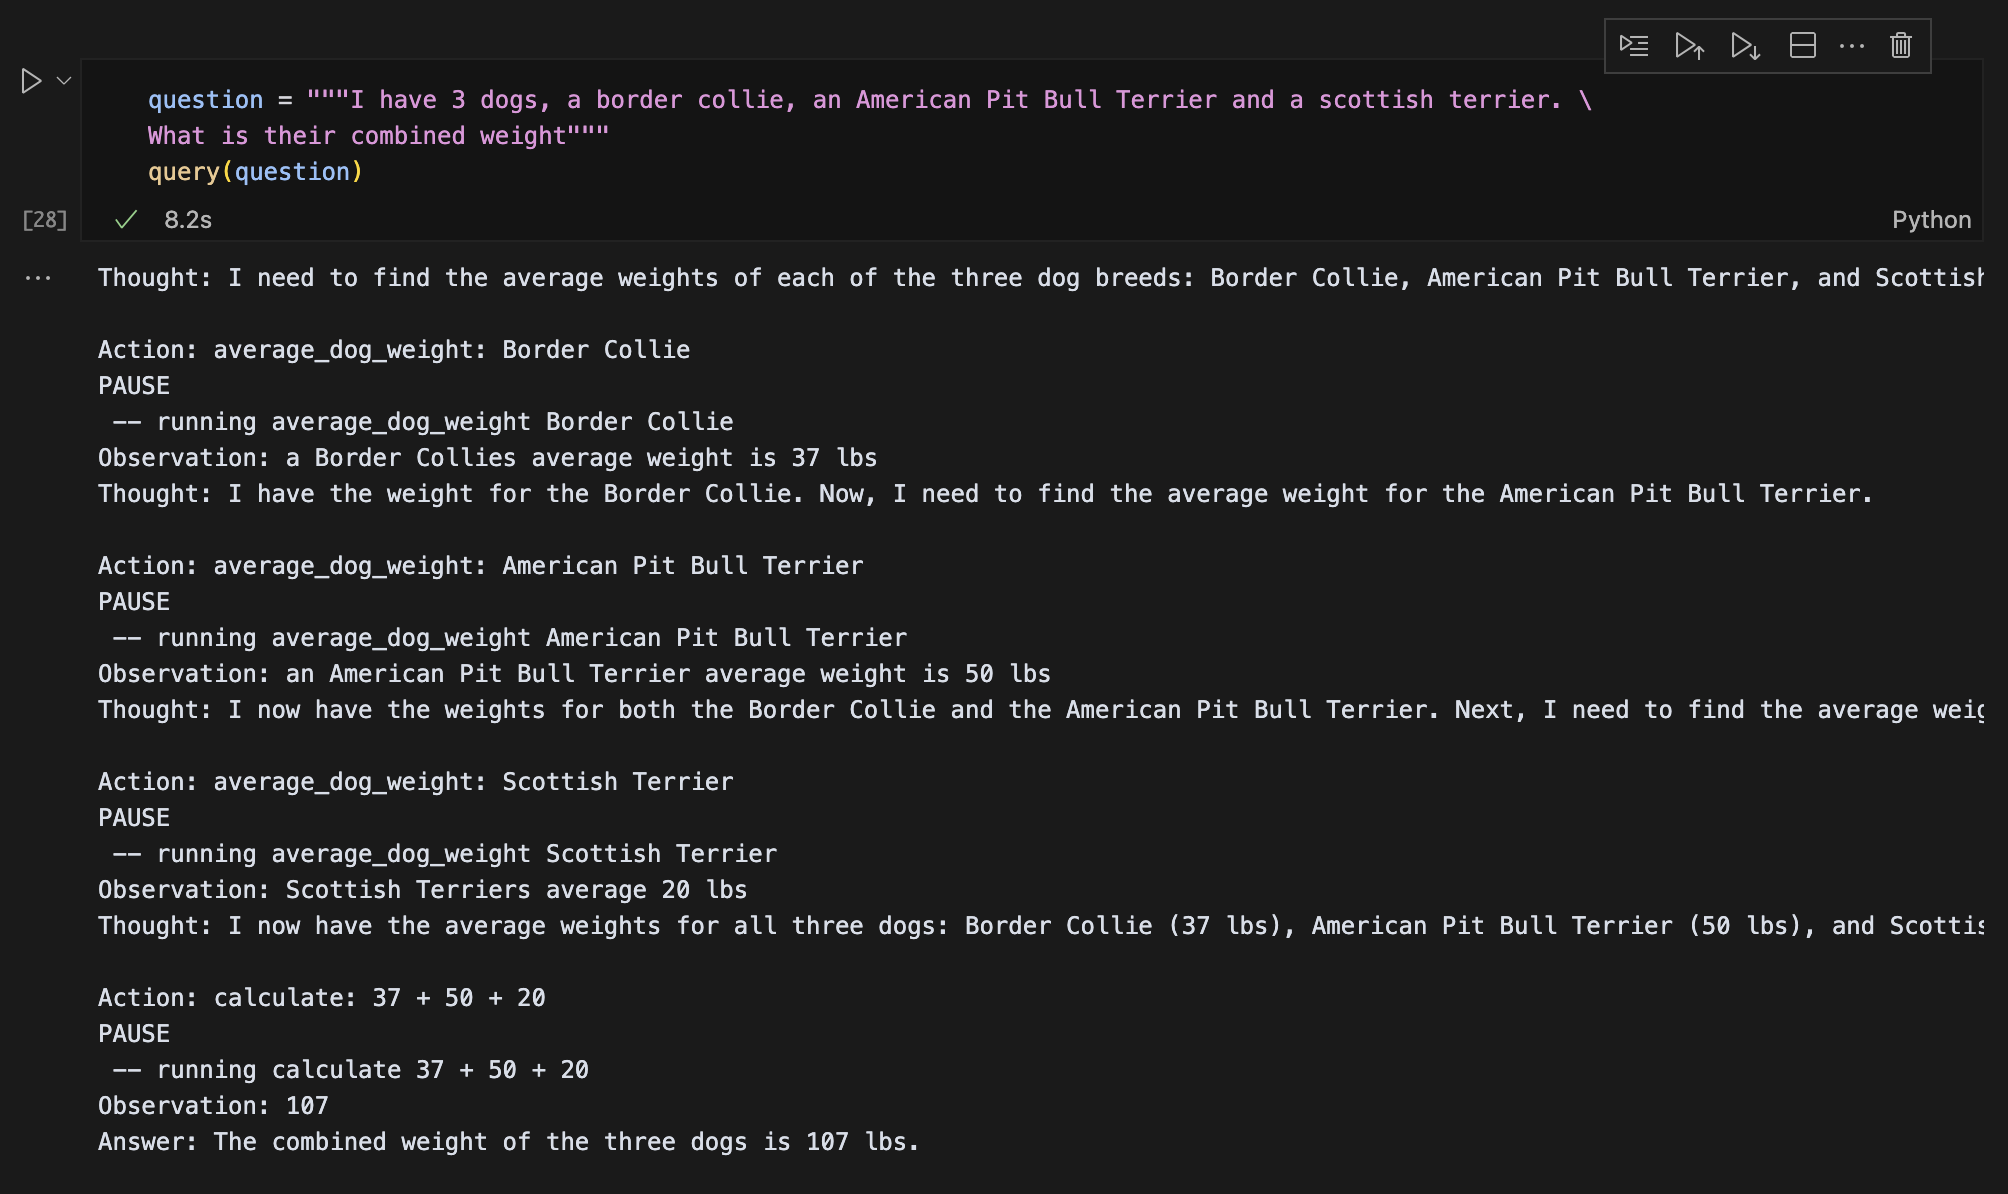 question = """I have 3 dogs, a border collie, an American Pit Bull Terrier and a scottish terrier. \
What is their combined weight"""
query(question)
[28]
8.2s
Python
Thought: I need to find the average weights of each of the three dog breeds: Border Collie, American Pit Bull Terrier, and Scottish
Action: average_dog_weight: Border Collie
PAUSE
-- running average_dog_weight Border Collie
Observation: a Border Collies average weight is 37 lbs
Thought: I have the weight for the Border Collie. Now, I need to find the average weight for the American Pit Bull Terrier.
Action: average_dog_weight: American Pit Bull Terrier
PAUSE
-- running average_dog_weight American Pit Bull Terrier
Observation: an American Pit Bull Terrier average weight is 50 lbs
Thought: I now have the weights for both the Border Collie and the American Pit Bull Terrier. Next, I need to find the average weig
Action: average_dog_weight: Scottish Terrier
PAUSE
-- running average_dog_weight Scottish Terrier
Observation: Scottish Terriers average 20 lbs
Thought: I now have the average weights for all three dogs: Border Collie (37 lbs), American Pit Bull Terrier (50 lbs), and Scottis
Action: calculate: 37 + 50 + 20
PAUSE
-- running calculate 37 + 50 + 20
Observation: 107
Answer: The combined weight of the three dogs is 107 lbs.